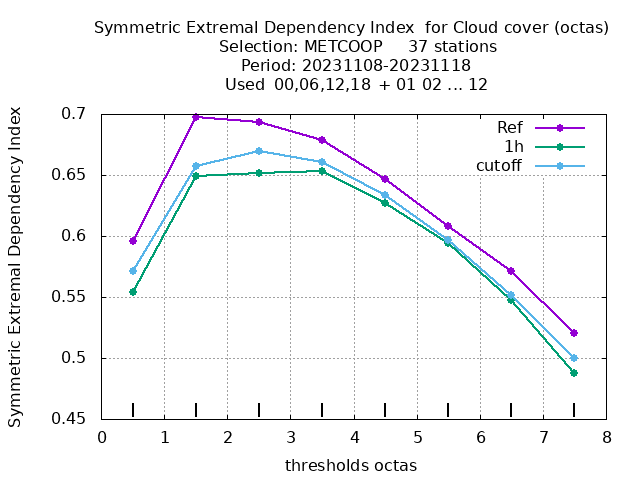 Symmetric Extremal Dependency Index  for Cloud cover (octas)
Selection: METCOOP     37 stations
Period: 20231108-20231118
Used  00,06,12,18 + 01 02 ... 12
Symmetric Extremal Dependency Index
0.7
0.65
0.6
0.55
0.5
0.45
Ref
1h
cutoff
0 1 2 3 4 5 6 7 8
thresholds octas